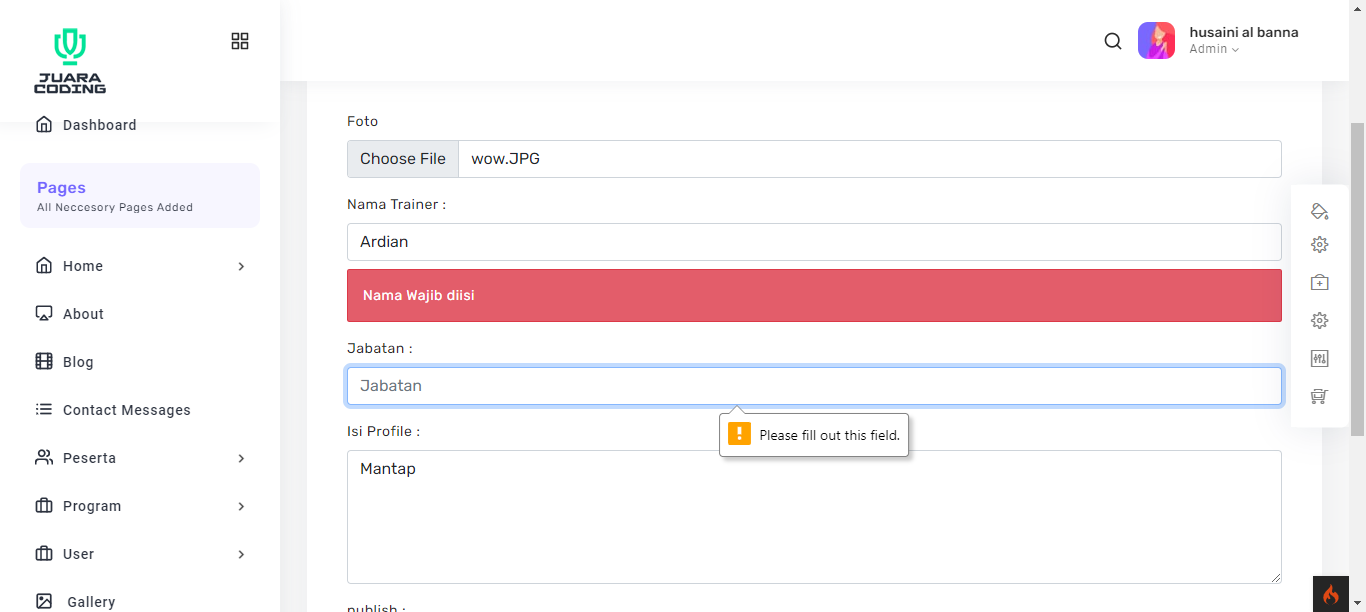 JUARA
CODING
husaini al banna
Admin
Dashboard
Pages
All Neccesory Pages Added
Home
About
Blog
Contact Messages
Peserta
Program
User
Gallery
Foto
Choose File
wow.JPG
Nama Trainer :
Ardian
Nama Wajib diisi
Jabatan :
Jabatan
Please fill out this field.
Isi Profile :
Mantap
publish :